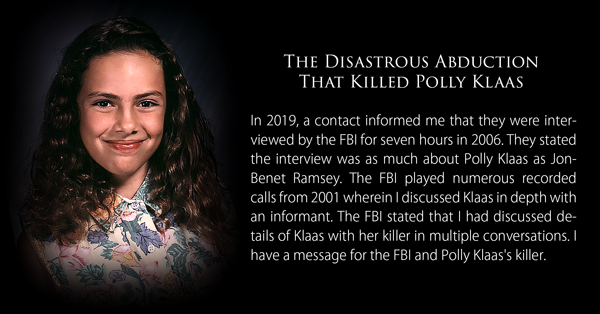 The Disastrous Abduction
That Killed Polly Klaas
In 2019, a contact informed me that they were inter-
viewed by the FBI for seven hours in 2006. They stated
the interview was as much about Polly Klaas as Jon-
Benet Ramsey. The FBI played numerous recorded
calls from 2001 wherein I discussed Klaas in depth with
an informant. The FBI stated that I had discussed de-
tails of Klaas with her killer in multiple conversations. I
have a message for the FBI and Polly Klaas's killer.